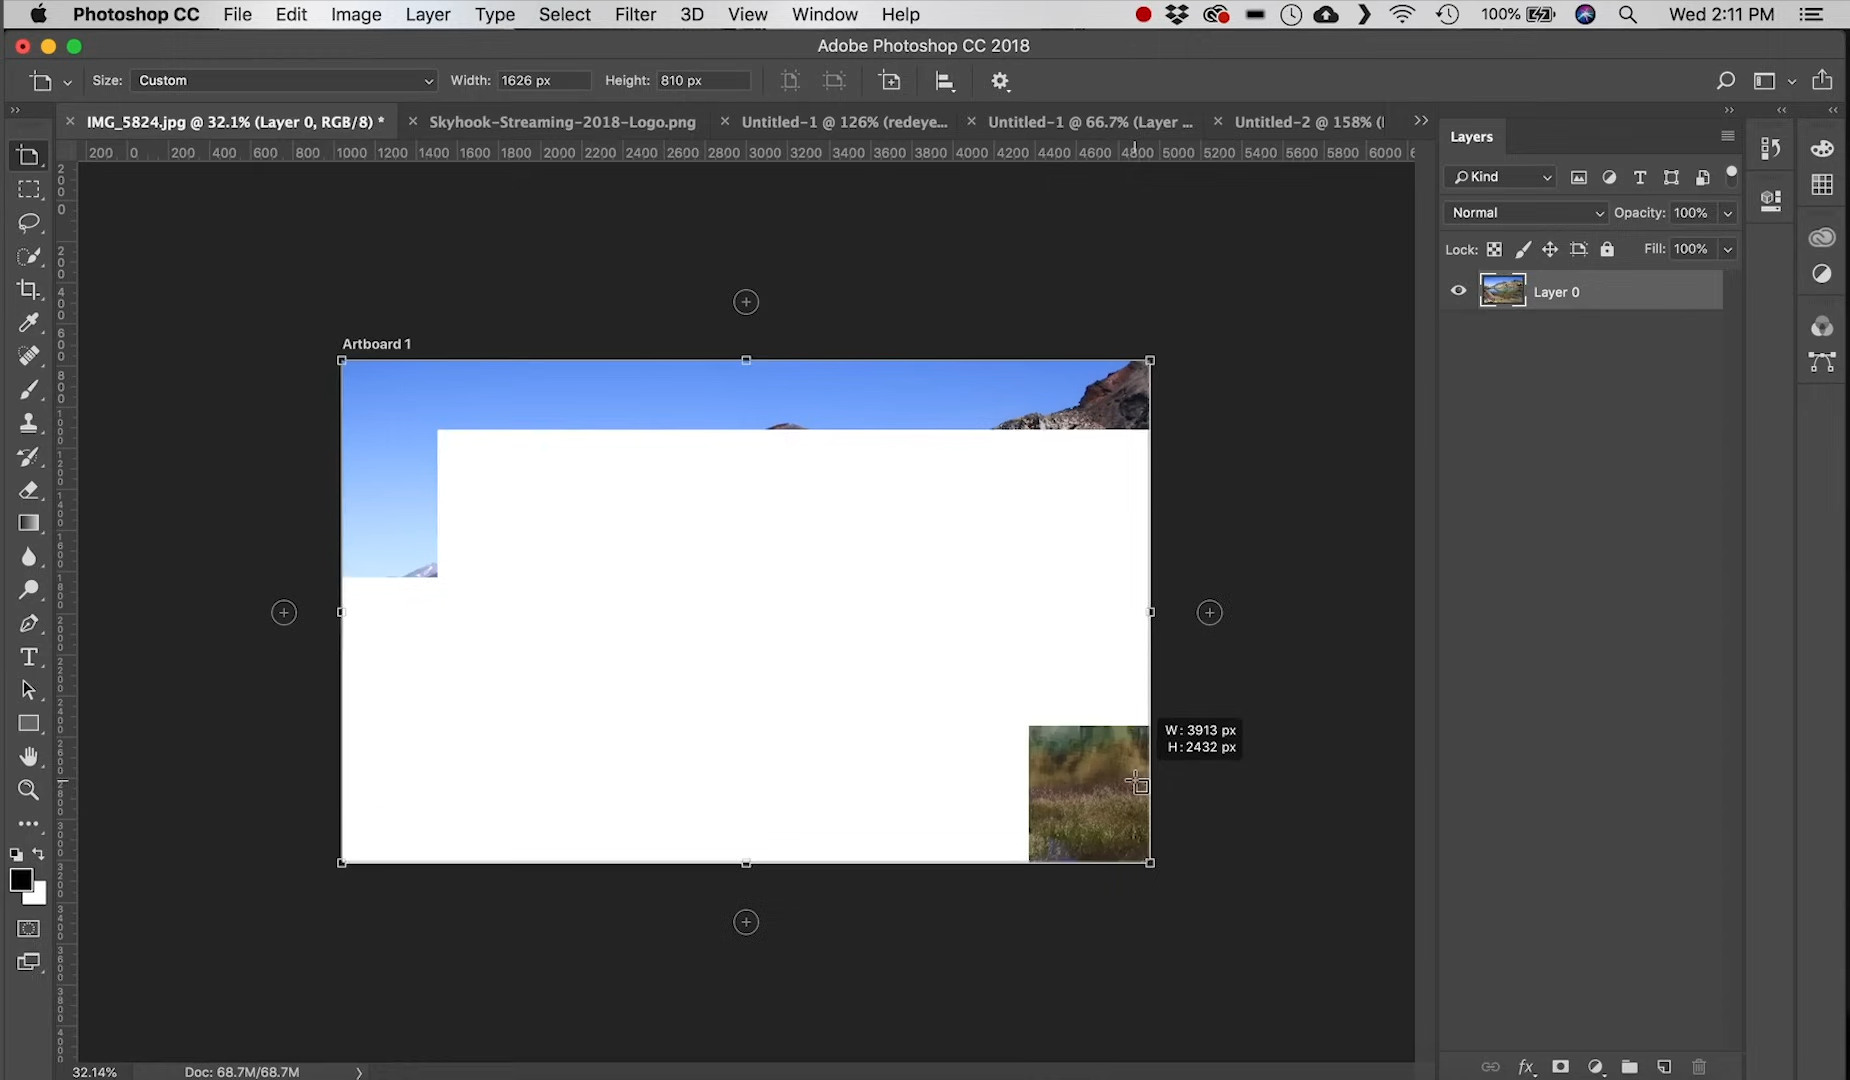 Photoshop CC File Edit Image Layer Type Select Filter 3D View Window Help 100% Wed 2:11 PM
Adobe Photoshop CC 2018
Size: Custom Width: 1626 px Height: 810 px
IMG_5824.jpg @ 32.1% (Layer 0, RGB/8) * Skyhook-Streaming-2018-Logo.png Untitled-1 @ 126% (redeye... Untitled-1 @ 66.7% (Layer ... Untitled-2 @ 158% (
200 0 200 400 600 800 1000 1200 1400 1600 1800 2000 2200 2400 2600 2800 3000 3200 3400 3600 3800 4000 4200 4400 4600 4800 5000 5200 5400 5600 5800 6000
Layers
Kind
Normal Opacity: 100%
Lock: Fill: 100%
Layer 0
Artboard 1
W: 3913 px
H: 2432 px
32.14% Doc: 68.7M/68.7M